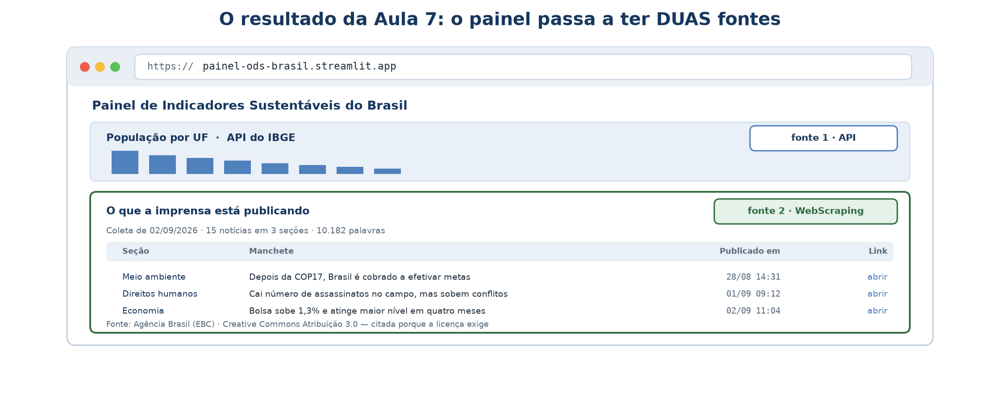 O resultado da Aula 7: o painel passa a ter DUAS fontes
https:// painel-ods-brasil.streamlit.app
Painel de Indicadores Sustentáveis do Brasil
População por UF · API do IBGE
fonte 1 · API
O que a imprensa está publicando
fonte 2 · WebScraping
Coleta de 02/09/2026 · 15 notícias em 3 seções · 10.182 palavras
Seção Manchete Publicado em Link
Meio ambiente Depois da COP17, Brasil é cobrado a efetivar metas 28/08 14:31 abrir
Direitos humanos Cai número de assassinatos no campo, mas sobem conflitos 01/09 09:12 abrir
Economia Bolsa sobe 1,3% e atinge maior nível em quatro meses 02/09 11:04 abrir
Fonte: Agência Brasil (EBC) · Creative Commons Atribuição 3.0 — citada porque a licença exige